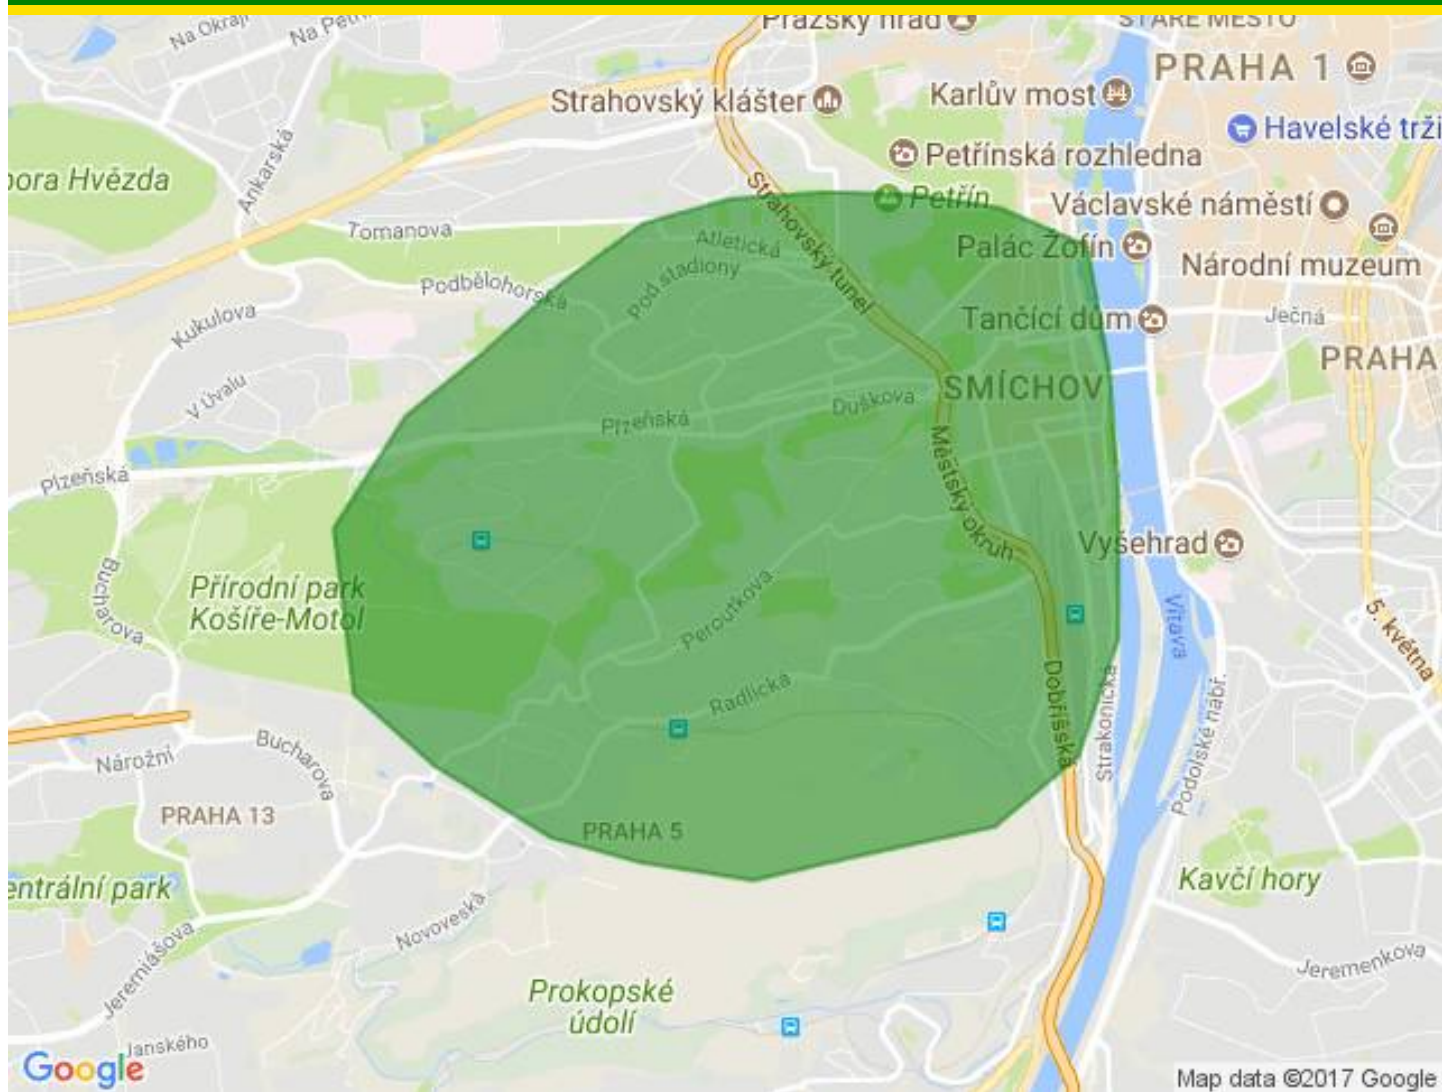 Na Okraji
Na Petři
Pražský hrad
STARÉ MĚSTO
PRAHA 1
Strahovský klášter
Karlův most
Havelské trži
Ankarská
Petřínská rozhledna
bora Hvězda
Strahovský tunel
Petřín
Václavské náměstí
Tomanova
Atletická
Palác Žofín
Národní muzeum
Pod stadiony
Podbělohorská
Kukulova
Tančící dům
Ječná
PRAHA
V Úvalu
SMÍCHOV
Duškova
Plzeňská
Plzeňská
Městský okruh
Vyšehrad
Bucharova
Přírodní park
Košíře-Motol
Peroutkova
Vltava
5. května
Radlická
Dobříšská
Strakonická
Podolské nábř.
Bucharova
Nárožní
PRAHA 13
PRAHA 5
entrální park
Kavčí hory
Novoveská
Jeremiášova
Jeremenkova
Prokopské
údolí
Janského
Google
Map data ©2017 Google